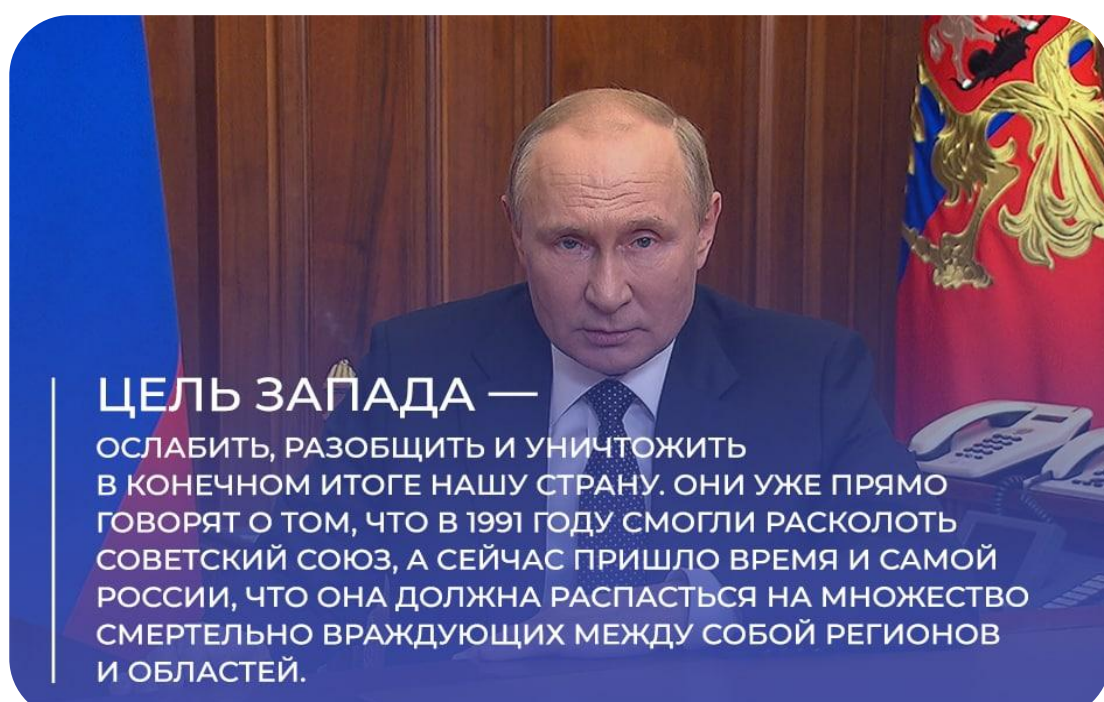 ЦЕЛЬ ЗАПАДА —
ОСЛАБИТЬ, РАЗОБЩИТЬ И УНИЧТОЖИТЬ
В КОНЕЧНОМ ИТОГЕ НАШУ СТРАНУ. ОНИ УЖЕ ПРЯМО
ГОВОРЯТ О ТОМ, ЧТО В 1991 ГОДУ СМОГЛИ РАСКОЛОТЬ
СОВЕТСКИЙ СОЮЗ, А СЕЙЧАС ПРИШЛО ВРЕМЯ И САМОЙ
РОССИИ, ЧТО ОНА ДОЛЖНА РАСПАСТЬСЯ НА МНОЖЕСТВО
СМЕРТЕЛЬНО ВРАЖДУЮЩИХ МЕЖДУ СОБОЙ РЕГИОНОВ
И ОБЛАСТЕЙ.